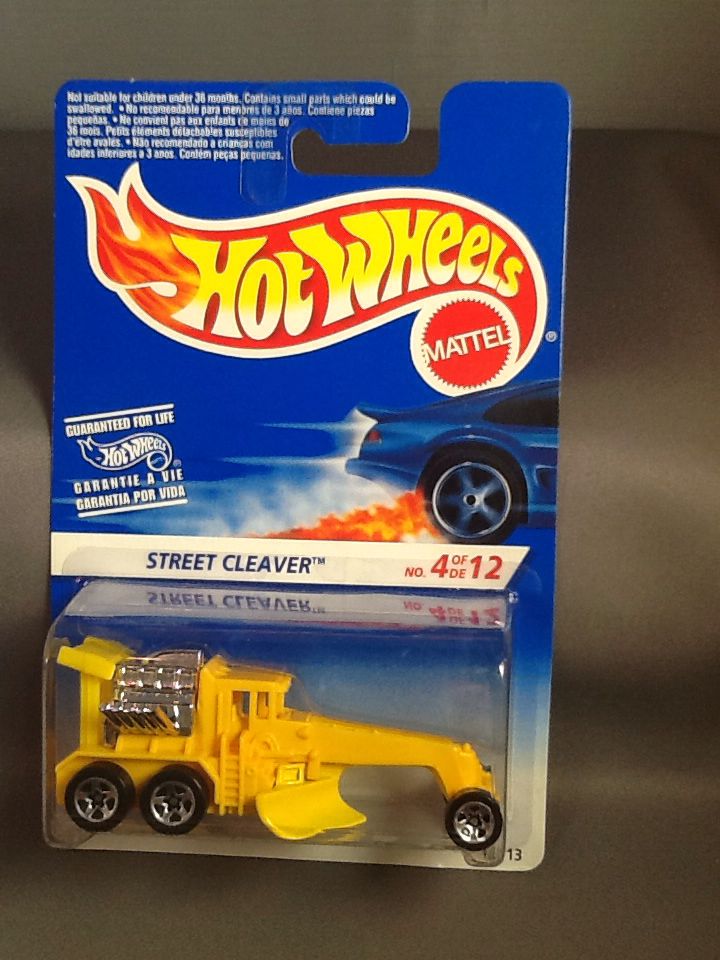 Not suitable for children under 36 months. Contains small parts which could be
swallowed. • No recomendable para menores de 3 años. Contiene piezas
pequeñas. • Ne convient pas aux enfants de moins de
36 mois. Petits éléments détachables susceptibles
d'être avalés. • Não recomendado a crianças com
idades inferiores a 3 anos. Contém peças pequenas.
HOT WHEELS
MATTEL
®
GUARANTEED FOR LIFE
HOT WHEELS ®
GARANTIE A VIE
GARANTIA POR VIDA
STREET CLEAVER™
NO. 4 OF DE 12
STREET CLEAVER™
13